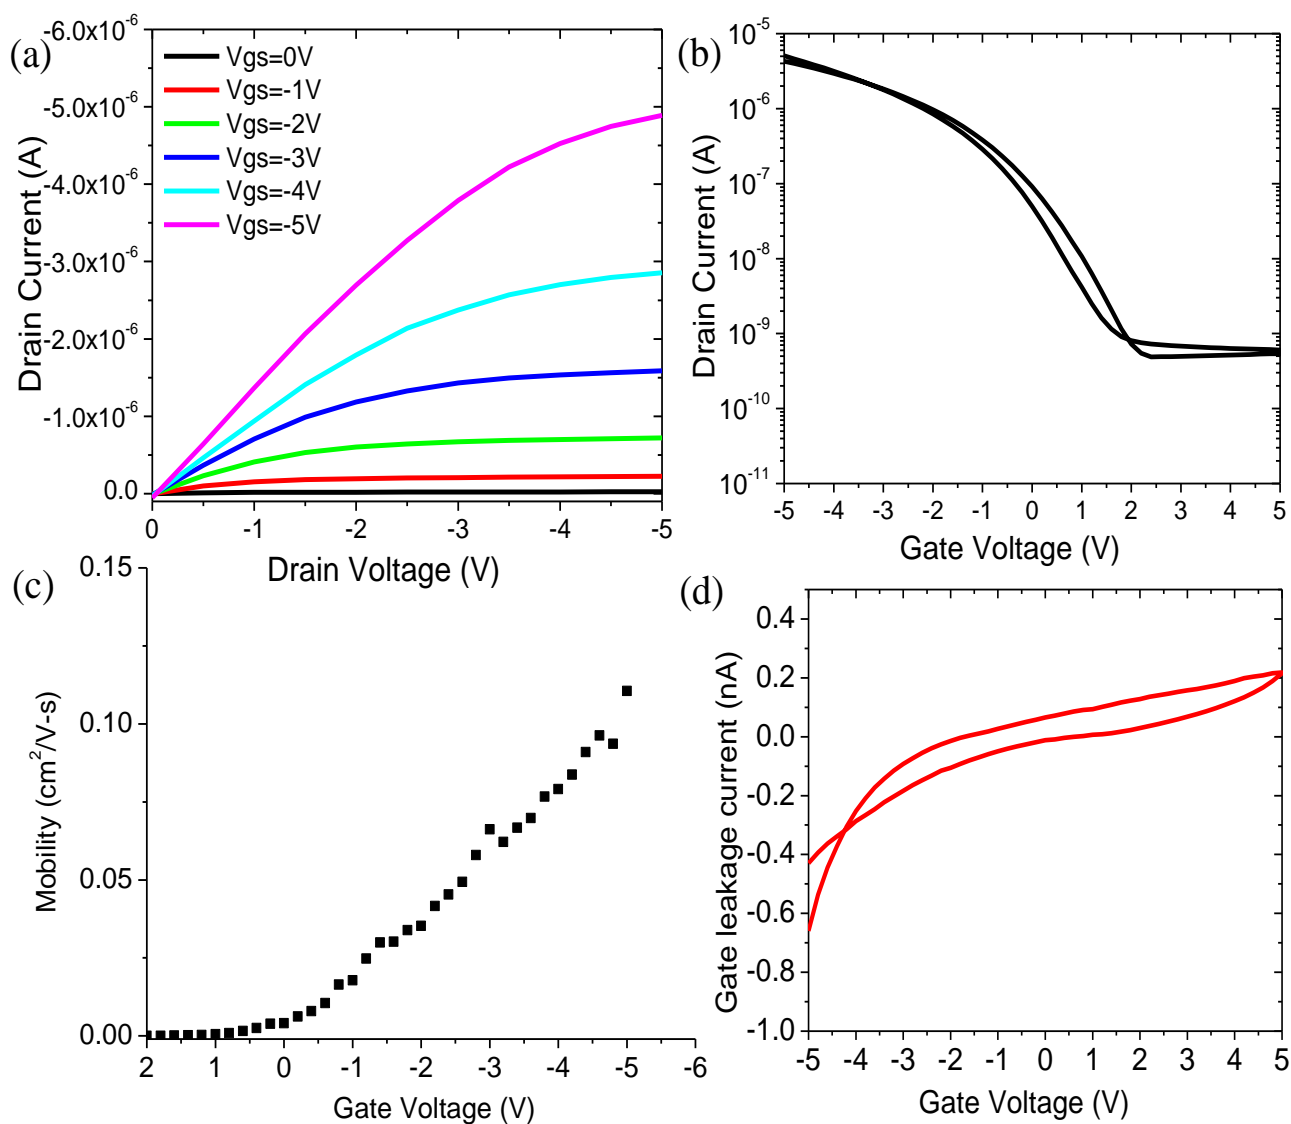 (a)
-6.0x10⁻⁶
-5.0x10⁻⁶
-4.0x10⁻⁶
-3.0x10⁻⁶
-2.0x10⁻⁶
-1.0x10⁻⁶
0.0
Drain Current (A)
Vgs=0V
Vgs=-1V
Vgs=-2V
Vgs=-3V
Vgs=-4V
Vgs=-5V
0 -1 -2 -3 -4 -5
Drain Voltage (V)
(b)
10⁻⁵
10⁻⁶
10⁻⁷
10⁻⁸
10⁻⁹
10⁻¹⁰
10⁻¹¹
Drain Current (A)
-5 -4 -3 -2 -1 0 1 2 3 4 5
Gate Voltage (V)
(c)
0.15
0.10
0.05
0.00
Mobility (cm²/V-s)
2 1 0 -1 -2 -3 -4 -5 -6
Gate Voltage (V)
(d)
0.4
0.2
0.0
-0.2
-0.4
-0.6
-0.8
-1.0
Gate leakage current (nA)
-5 -4 -3 -2 -1 0 1 2 3 4 5
Gate Voltage (V)